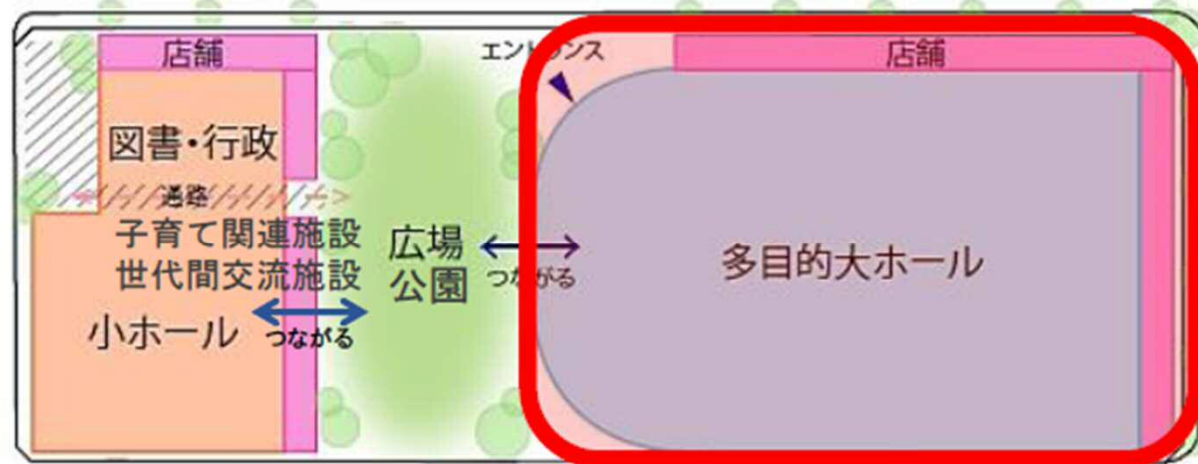 店舗
図書・行政
通路
子育て関連施設
世代間交流施設
小ホール
つながる
広場
公園
つながる
エントランス
店舗
多目的大ホール